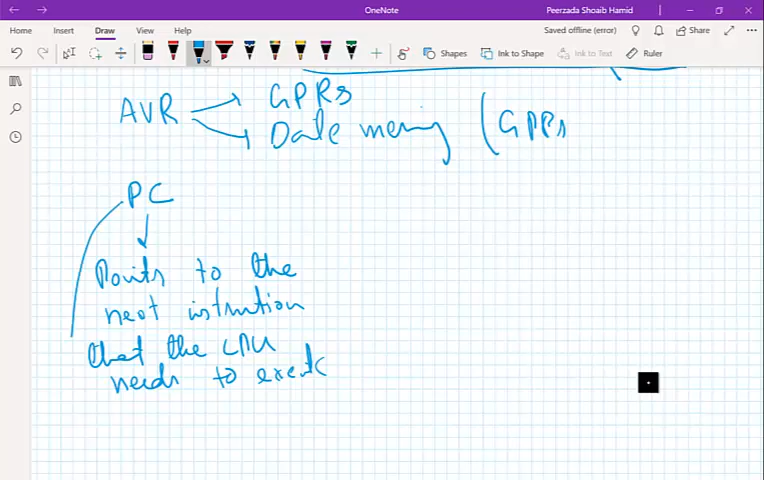 OneNote
Peerzada Shoaib Hamid
Home Insert Draw View Help
Saved offline (error)
Share
Shapes
Ink to Shape
Ink to Text
Ruler
GPRs
AVR
Data memory (GPRs
PC
Points to the
next instrution
that the CPU
needs to execute